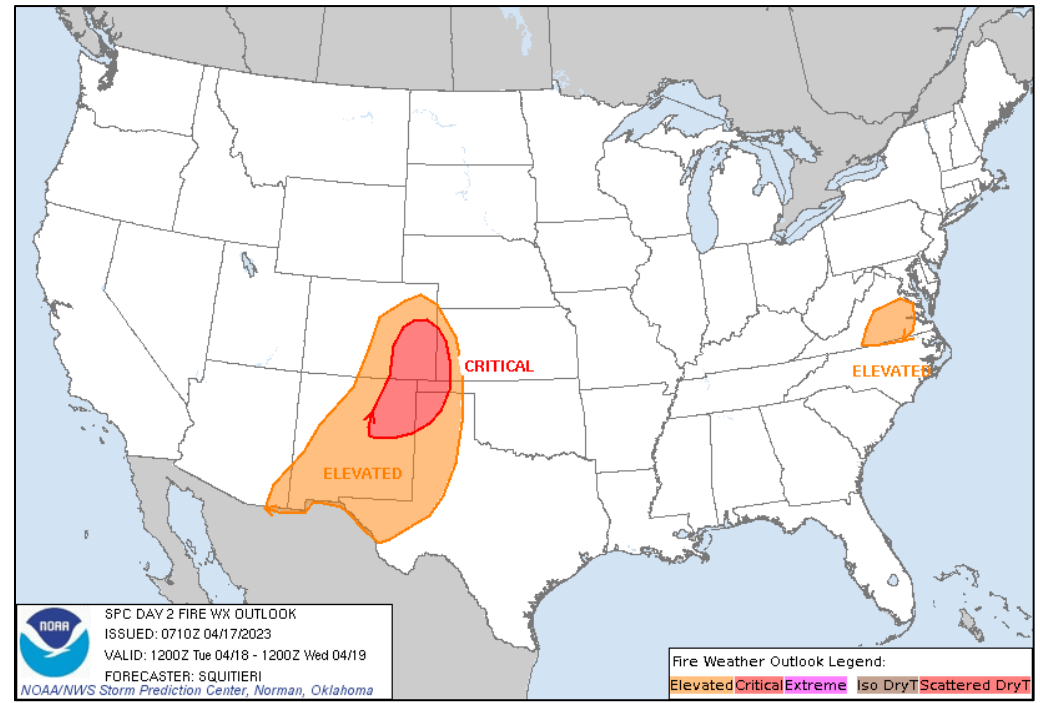 CRITICAL
ELEVATED
ELEVATED
NOAA
SPC DAY 2 FIRE WX OUTLOOK
ISSUED: 0710Z 04/17/2023
VALID: 1200Z Tue 04/18 - 1200Z Wed 04/19
FORECASTER: SQUITIERI
NOAA/NWS Storm Prediction Center, Norman, Oklahoma
Fire Weather Outlook Legend:
Elevated Critical Extreme Iso DryT Scattered DryT